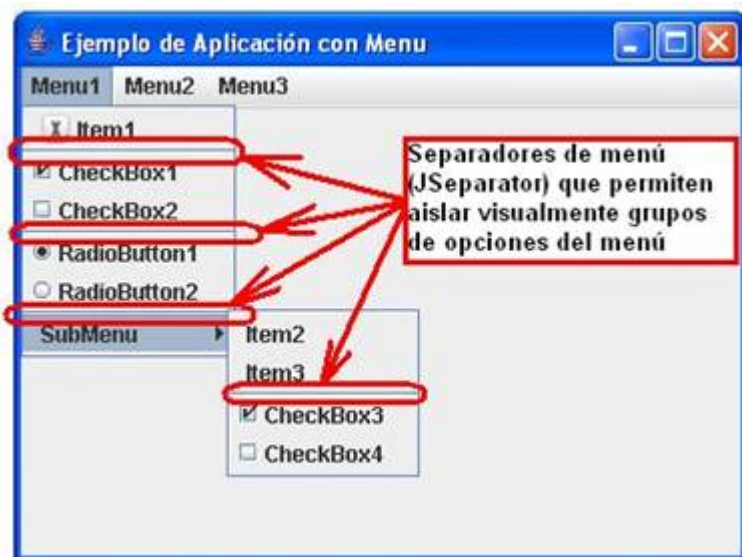 Ejemplo de Aplicación con Menu
Menu1 Menu2 Menu3
Item1
CheckBox1
CheckBox2
RadioButton1
RadioButton2
SubMenu
Item2
Item3
CheckBox3
CheckBox4
Separadores de menú
(JSeparator) que permiten
aislar visualmente grupos
de opciones del menú